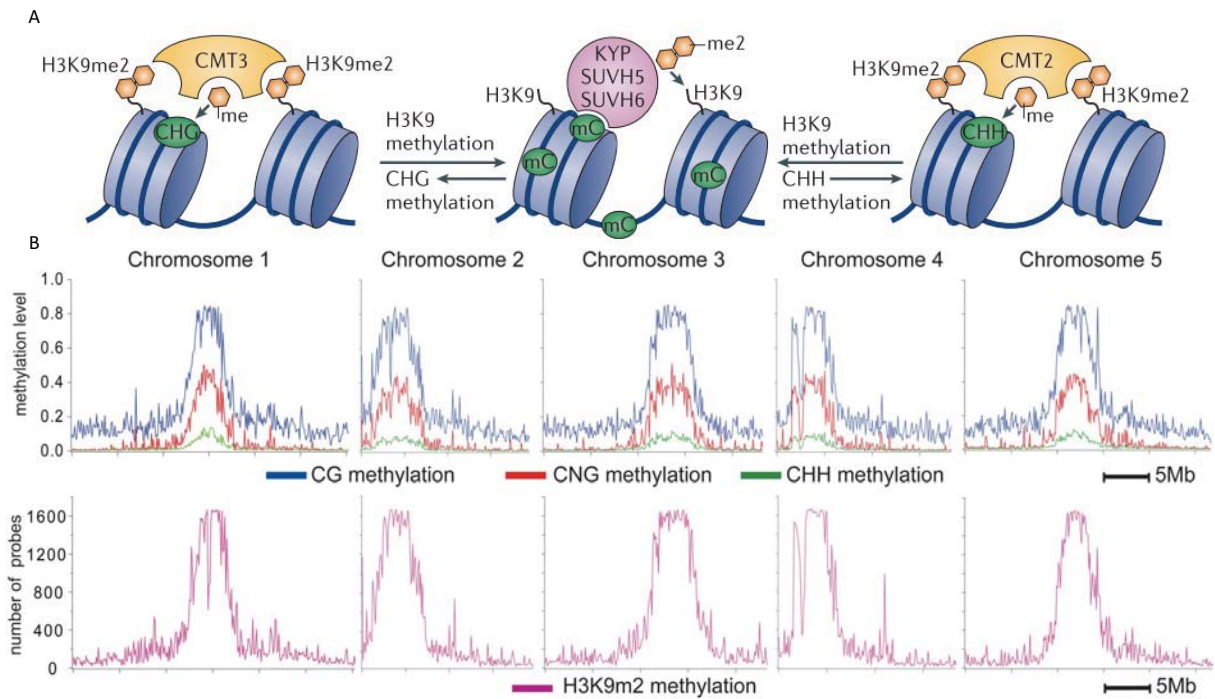 A
H3K9me2
CMT3
H3K9me2
me
CHG
H3K9
methylation
CHG
methylation
KYP
SUVH5
SUVH6
me2
H3K9
H3K9
mC
mC
mC
mC
H3K9
methylation
CHH
methylation
H3K9me2
CMT2
H3K9me2
me
CHH
B
Chromosome 1
Chromosome 2
Chromosome 3
Chromosome 4
Chromosome 5
methylation level
1.0
0.8
0.6
0.4
0.2
0.0
CG methylation
CNG methylation
CHH methylation
5Mb
number of probes
1600
1200
800
400
0
H3K9m2 methylation
5Mb